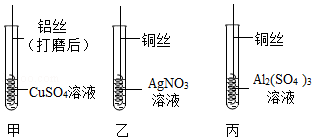 铝丝
(打磨后)
CuSO₄溶液
甲
铜丝
AgNO₃
溶液
乙
铜丝
Al₂(SO₄)₃
溶液
丙